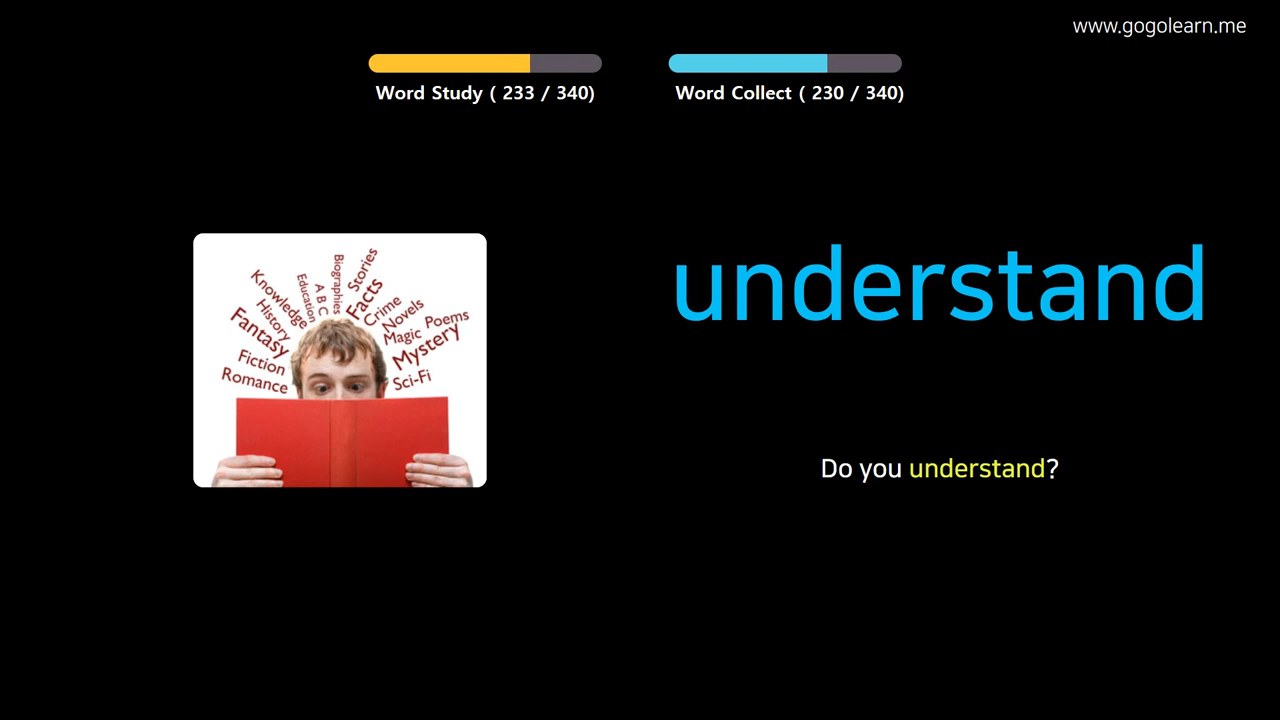 www.gogolearn.me
Word Study ( 233 / 340)
Word Collect ( 230 / 340)
understand
Do you understand?
Knowledge
History
Fantasy
Fiction
Romance
Education
A B C
Biographies
Stories
Facts
Crime
Novels
Magic
Poems
Mystery
Sci-Fi